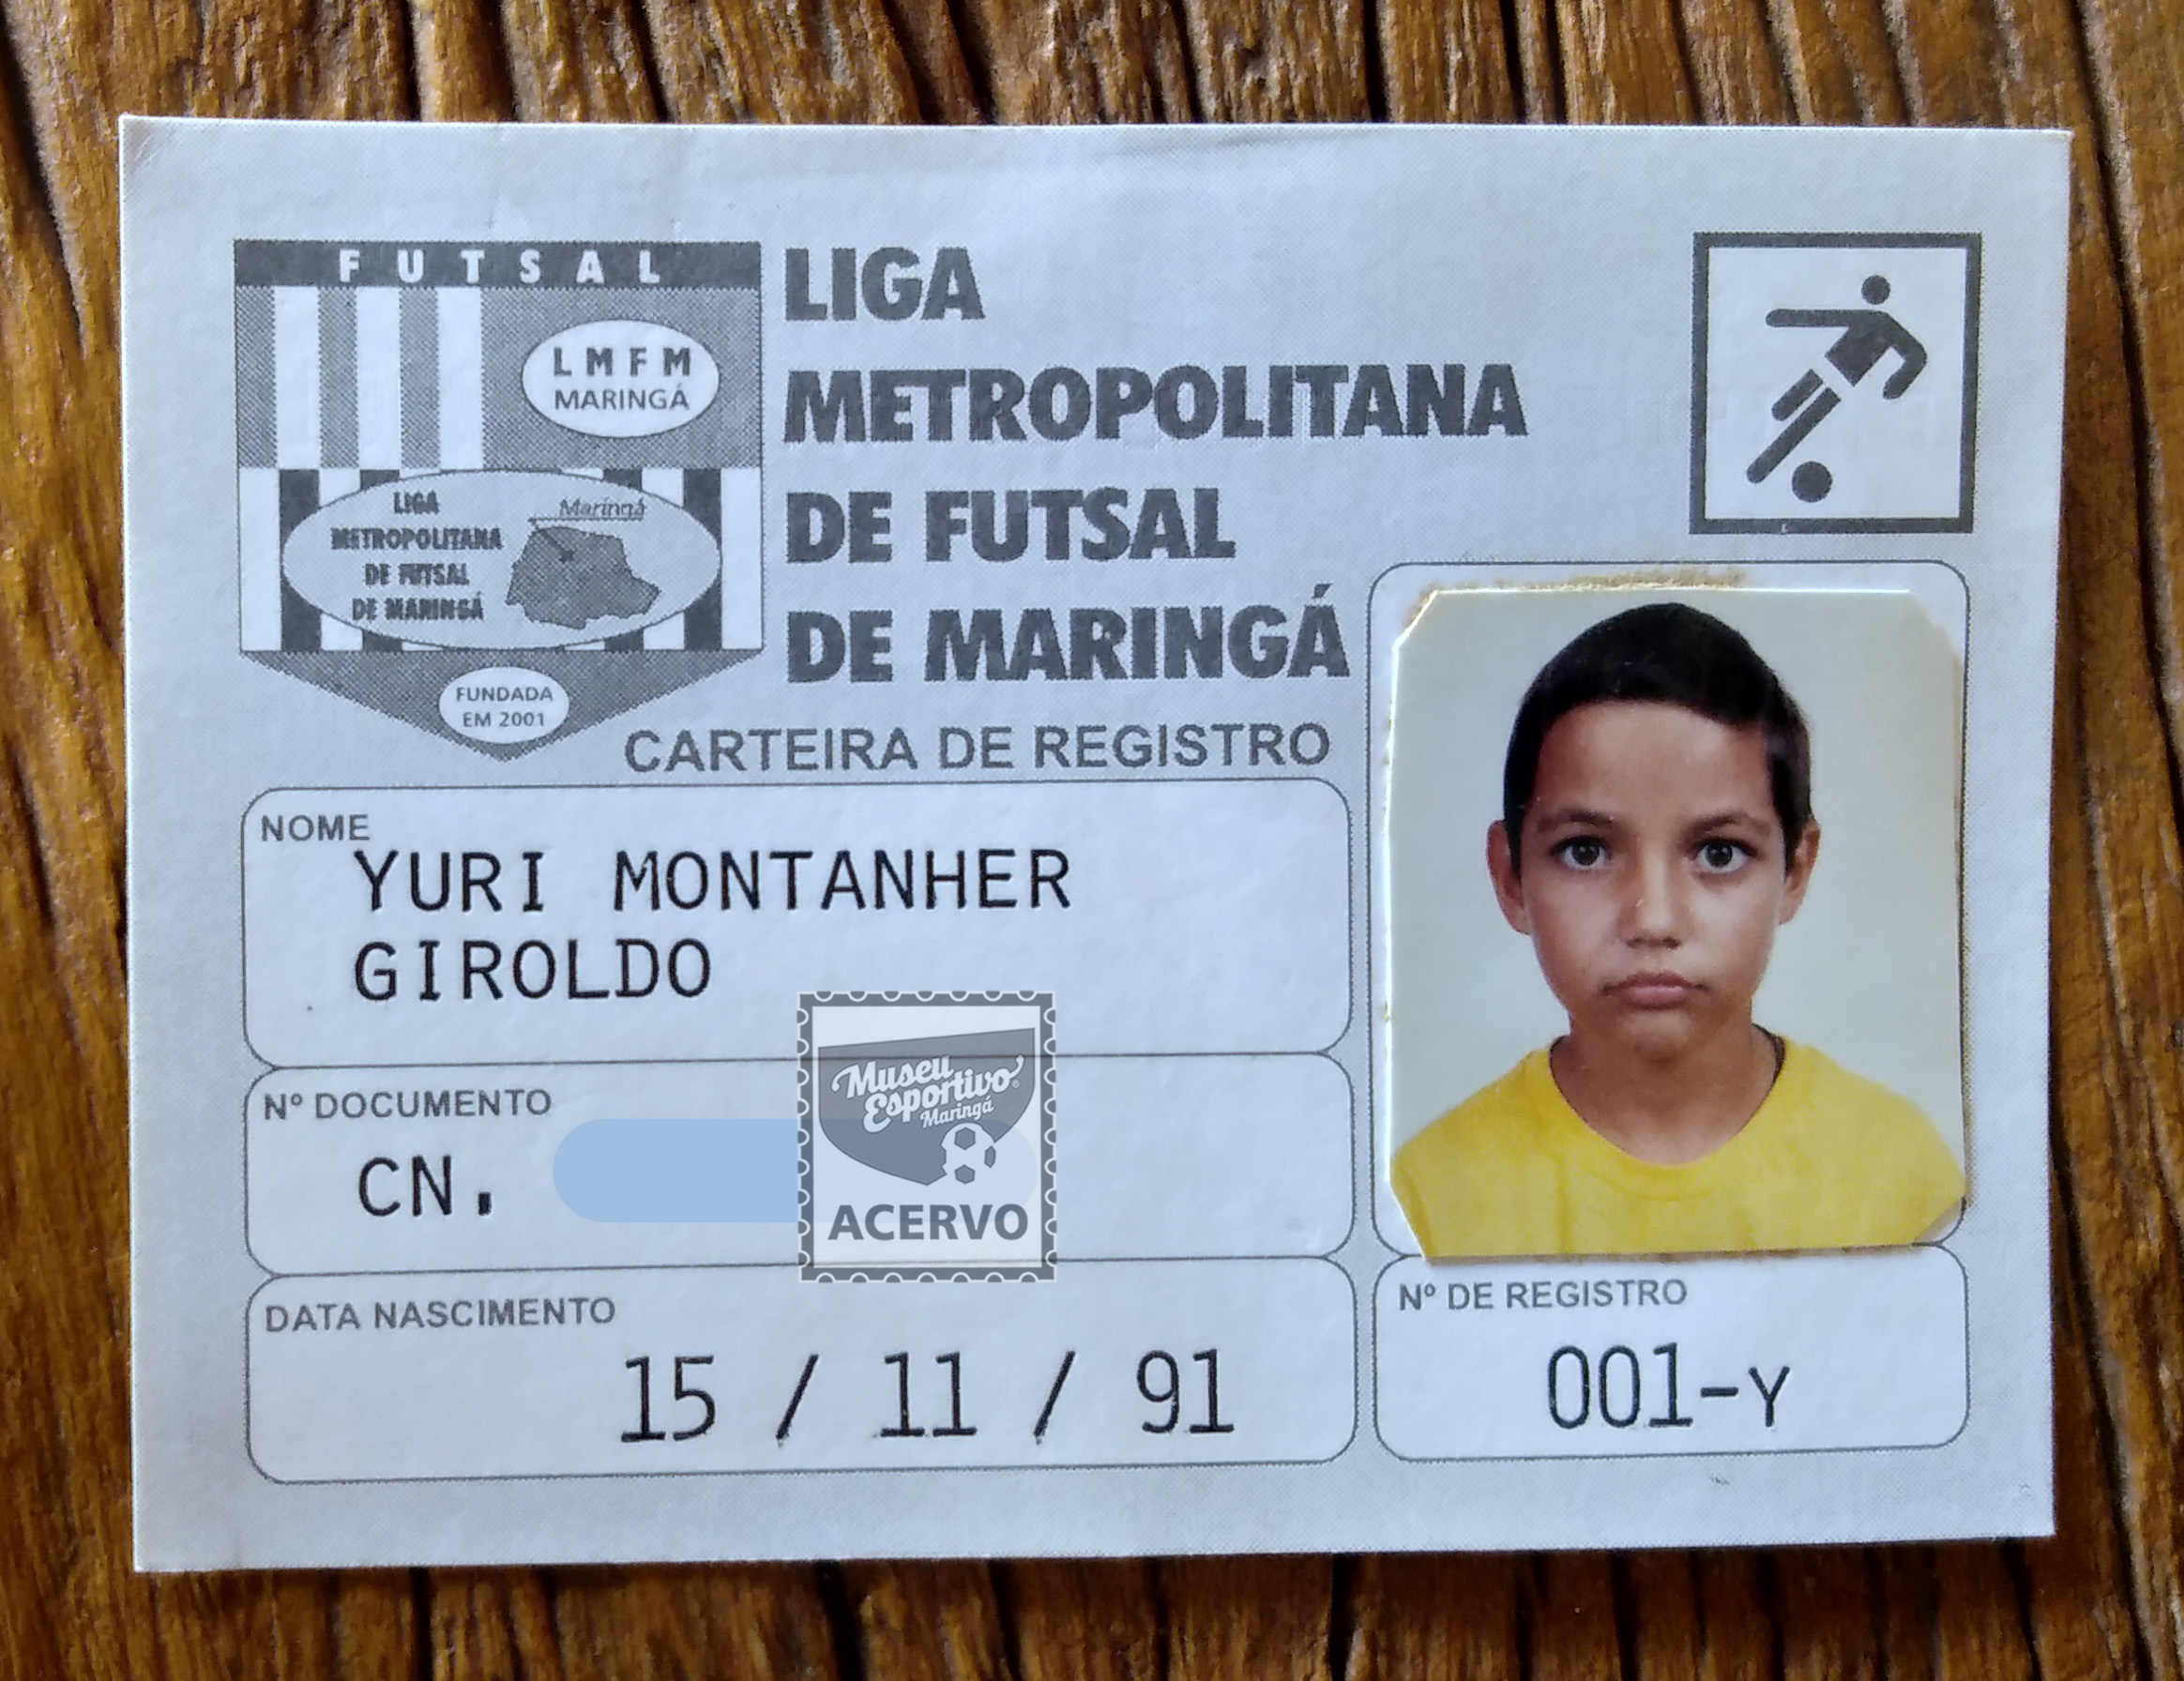 FUTSAL
LMFM
MARINGÁ
LIGA
METROPOLITANA
DE FUTSAL
DE MARINGÁ
Maringá
FUNDADA
EM 2001
LIGA
METROPOLITANA
DE FUTSAL
DE MARINGÁ
CARTEIRA DE REGISTRO
NOME
YURI MONTANHER
GIROLDO
Nº DOCUMENTO
CN.
Museu
Esportivo
Maringá
ACERVO
DATA NASCIMENTO
15 / 11 / 91
Nº DE REGISTRO
001-Y